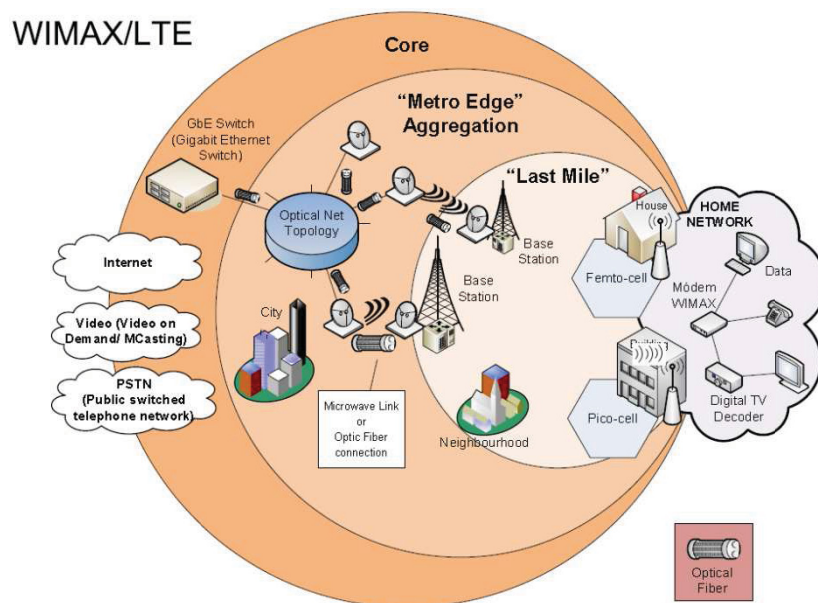 WIMAX/LTE
Core
"Metro Edge"
Aggregation
GbE Switch
(Gigabit Ethernet
Switch)
"Last Mile"
Optical Net
Topology
House
HOME
NETWORK
Internet
Base
Station
Base
Station
Femto-cell
Data
Módem
WIMAX
Video (Video on
Demand/ MCasting)
City
Building
PSTN
(Public switched
telephone network)
Microwave Link
or
Optic Fiber
connection
Neighbourhood
Pico-cell
Digital TV
Decoder
Optical
Fiber